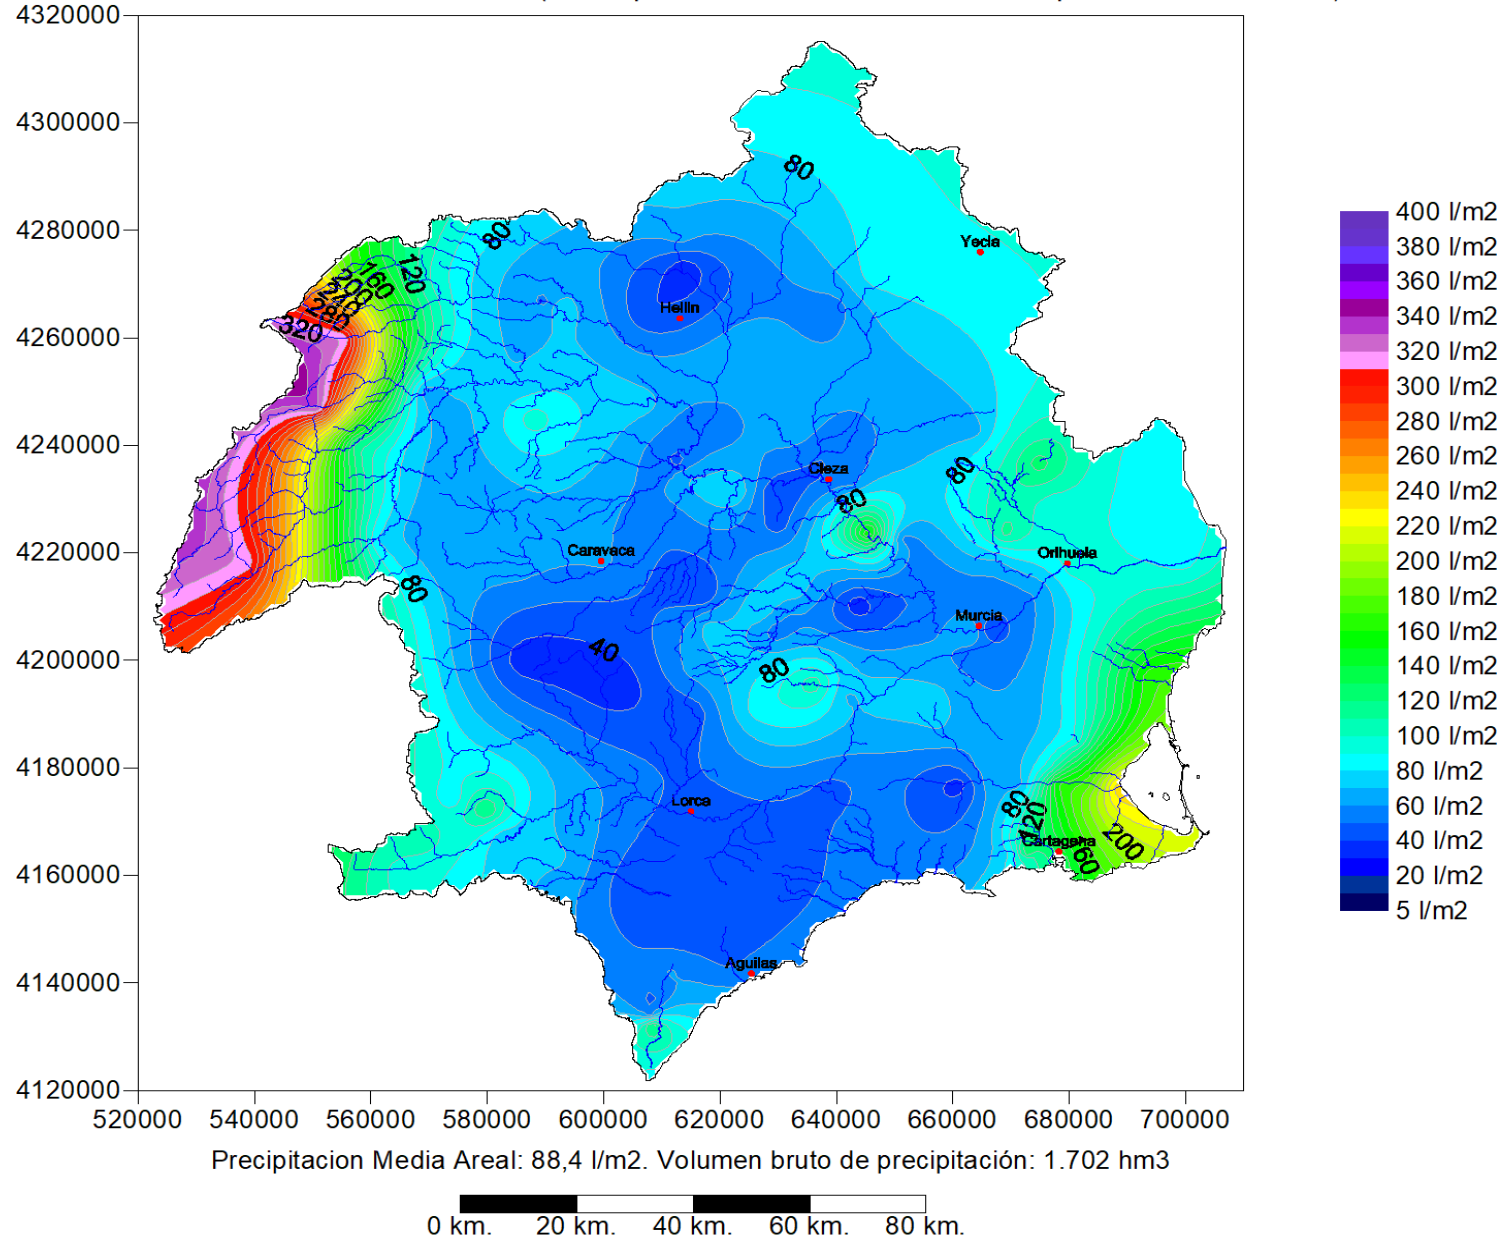 4320000
4300000
4280000
4260000
4240000
4220000
4200000
4180000
4160000
4140000
4120000
520000 540000 560000 580000 600000 620000 640000 660000 680000 700000
80
Yecla
80
120
160
200
240
280
320
Hellin
Cieza
80
80
Caravaca
Orihuela
80
Murcia
40
80
Lorca
80
120
Cartagena
160
200
Aguilas
400 l/m2
380 l/m2
360 l/m2
340 l/m2
320 l/m2
300 l/m2
280 l/m2
260 l/m2
240 l/m2
220 l/m2
200 l/m2
180 l/m2
160 l/m2
140 l/m2
120 l/m2
100 l/m2
80 l/m2
60 l/m2
40 l/m2
20 l/m2
5 l/m2
Precipitacion Media Areal: 88,4 l/m2. Volumen bruto de precipitación: 1.702 hm3
0 km. 20 km. 40 km. 60 km. 80 km.